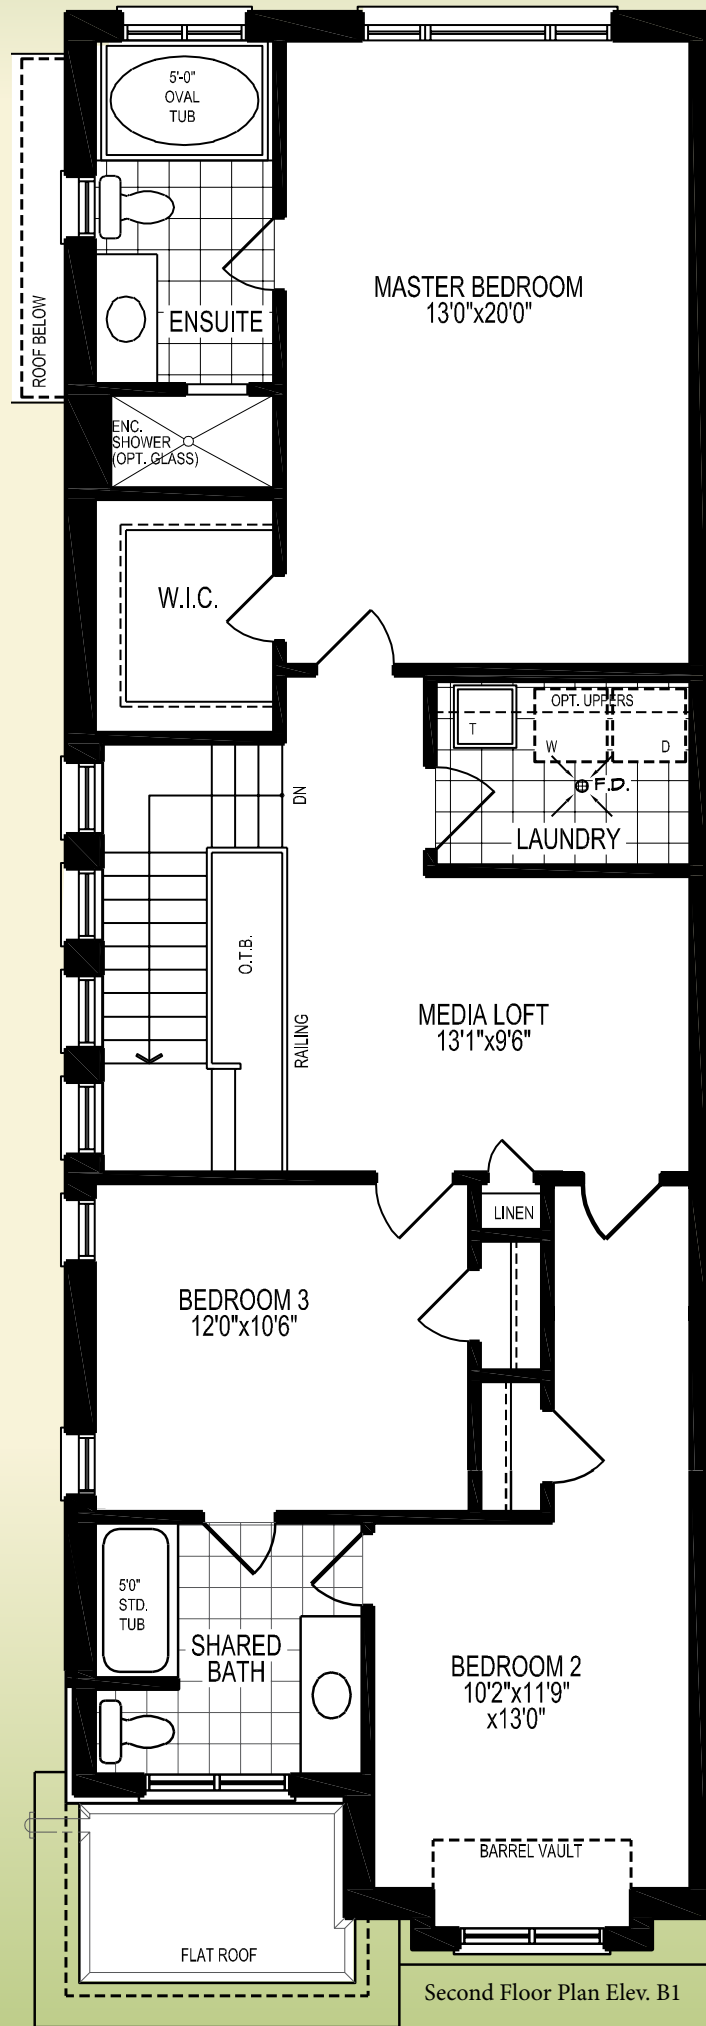 5'-0"
OVAL
TUB
MASTER BEDROOM
13'0"x20'0"
ENSUITE
ROOF BELOW
ENC.
SHOWER
(OPT. GLASS)
W.I.C.
OPT. UPPERS
T
W
D
F.D.
LAUNDRY
DN
O.T.B.
RAILING
MEDIA LOFT
13'1"x9'6"
LINEN
BEDROOM 3
12'0"x10'6"
5'0"
STD.
TUB
SHARED
BATH
BEDROOM 2
10'2"x11'9"
x13'0"
BARREL VAULT
FLAT ROOF
Second Floor Plan Elev. B1